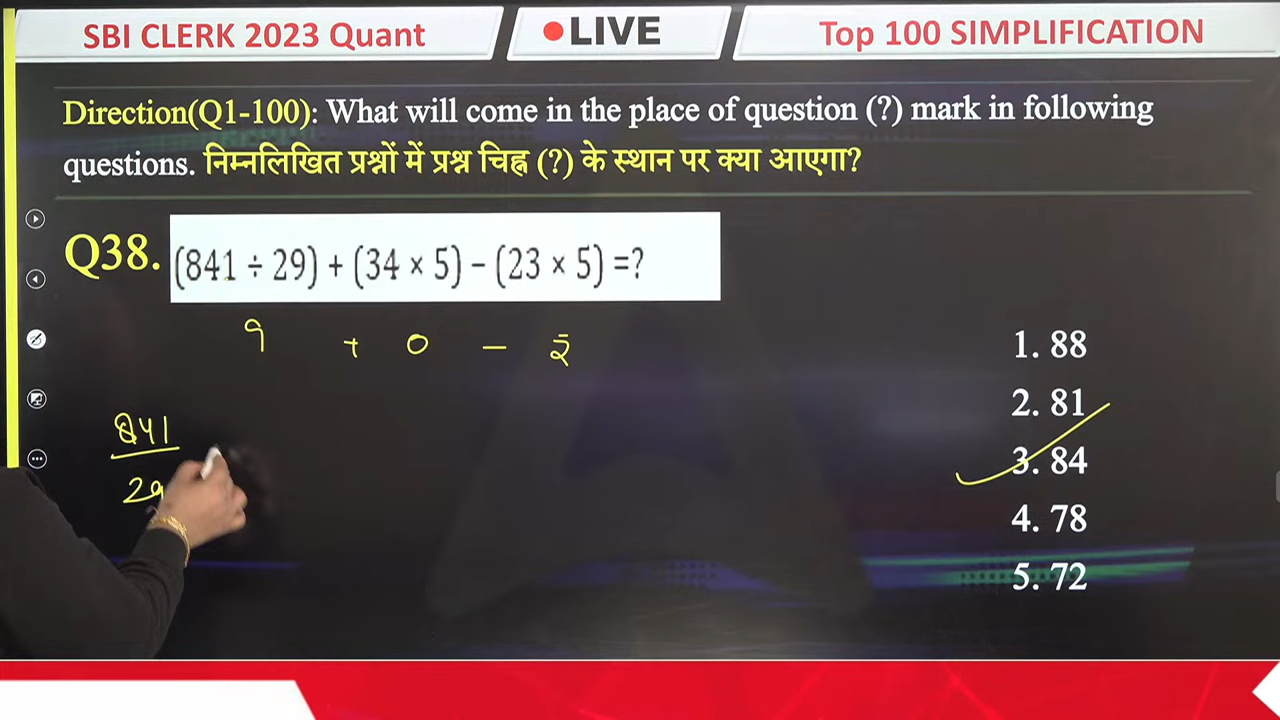 SBI CLERK 2023 Quant
LIVE
Top 100 SIMPLIFICATION
Direction(Q1-100): What will come in the place of question (?) mark in following
questions. निम्नलिखित प्रश्नों में प्रश्न चिह्न (?) के स्थान पर क्या आएगा?
Q38. (841 ÷ 29) + (34 × 5) − (23 × 5) =?
+ 0 −
841
29
1. 88
2. 81
3. 84
4. 78
5. 72